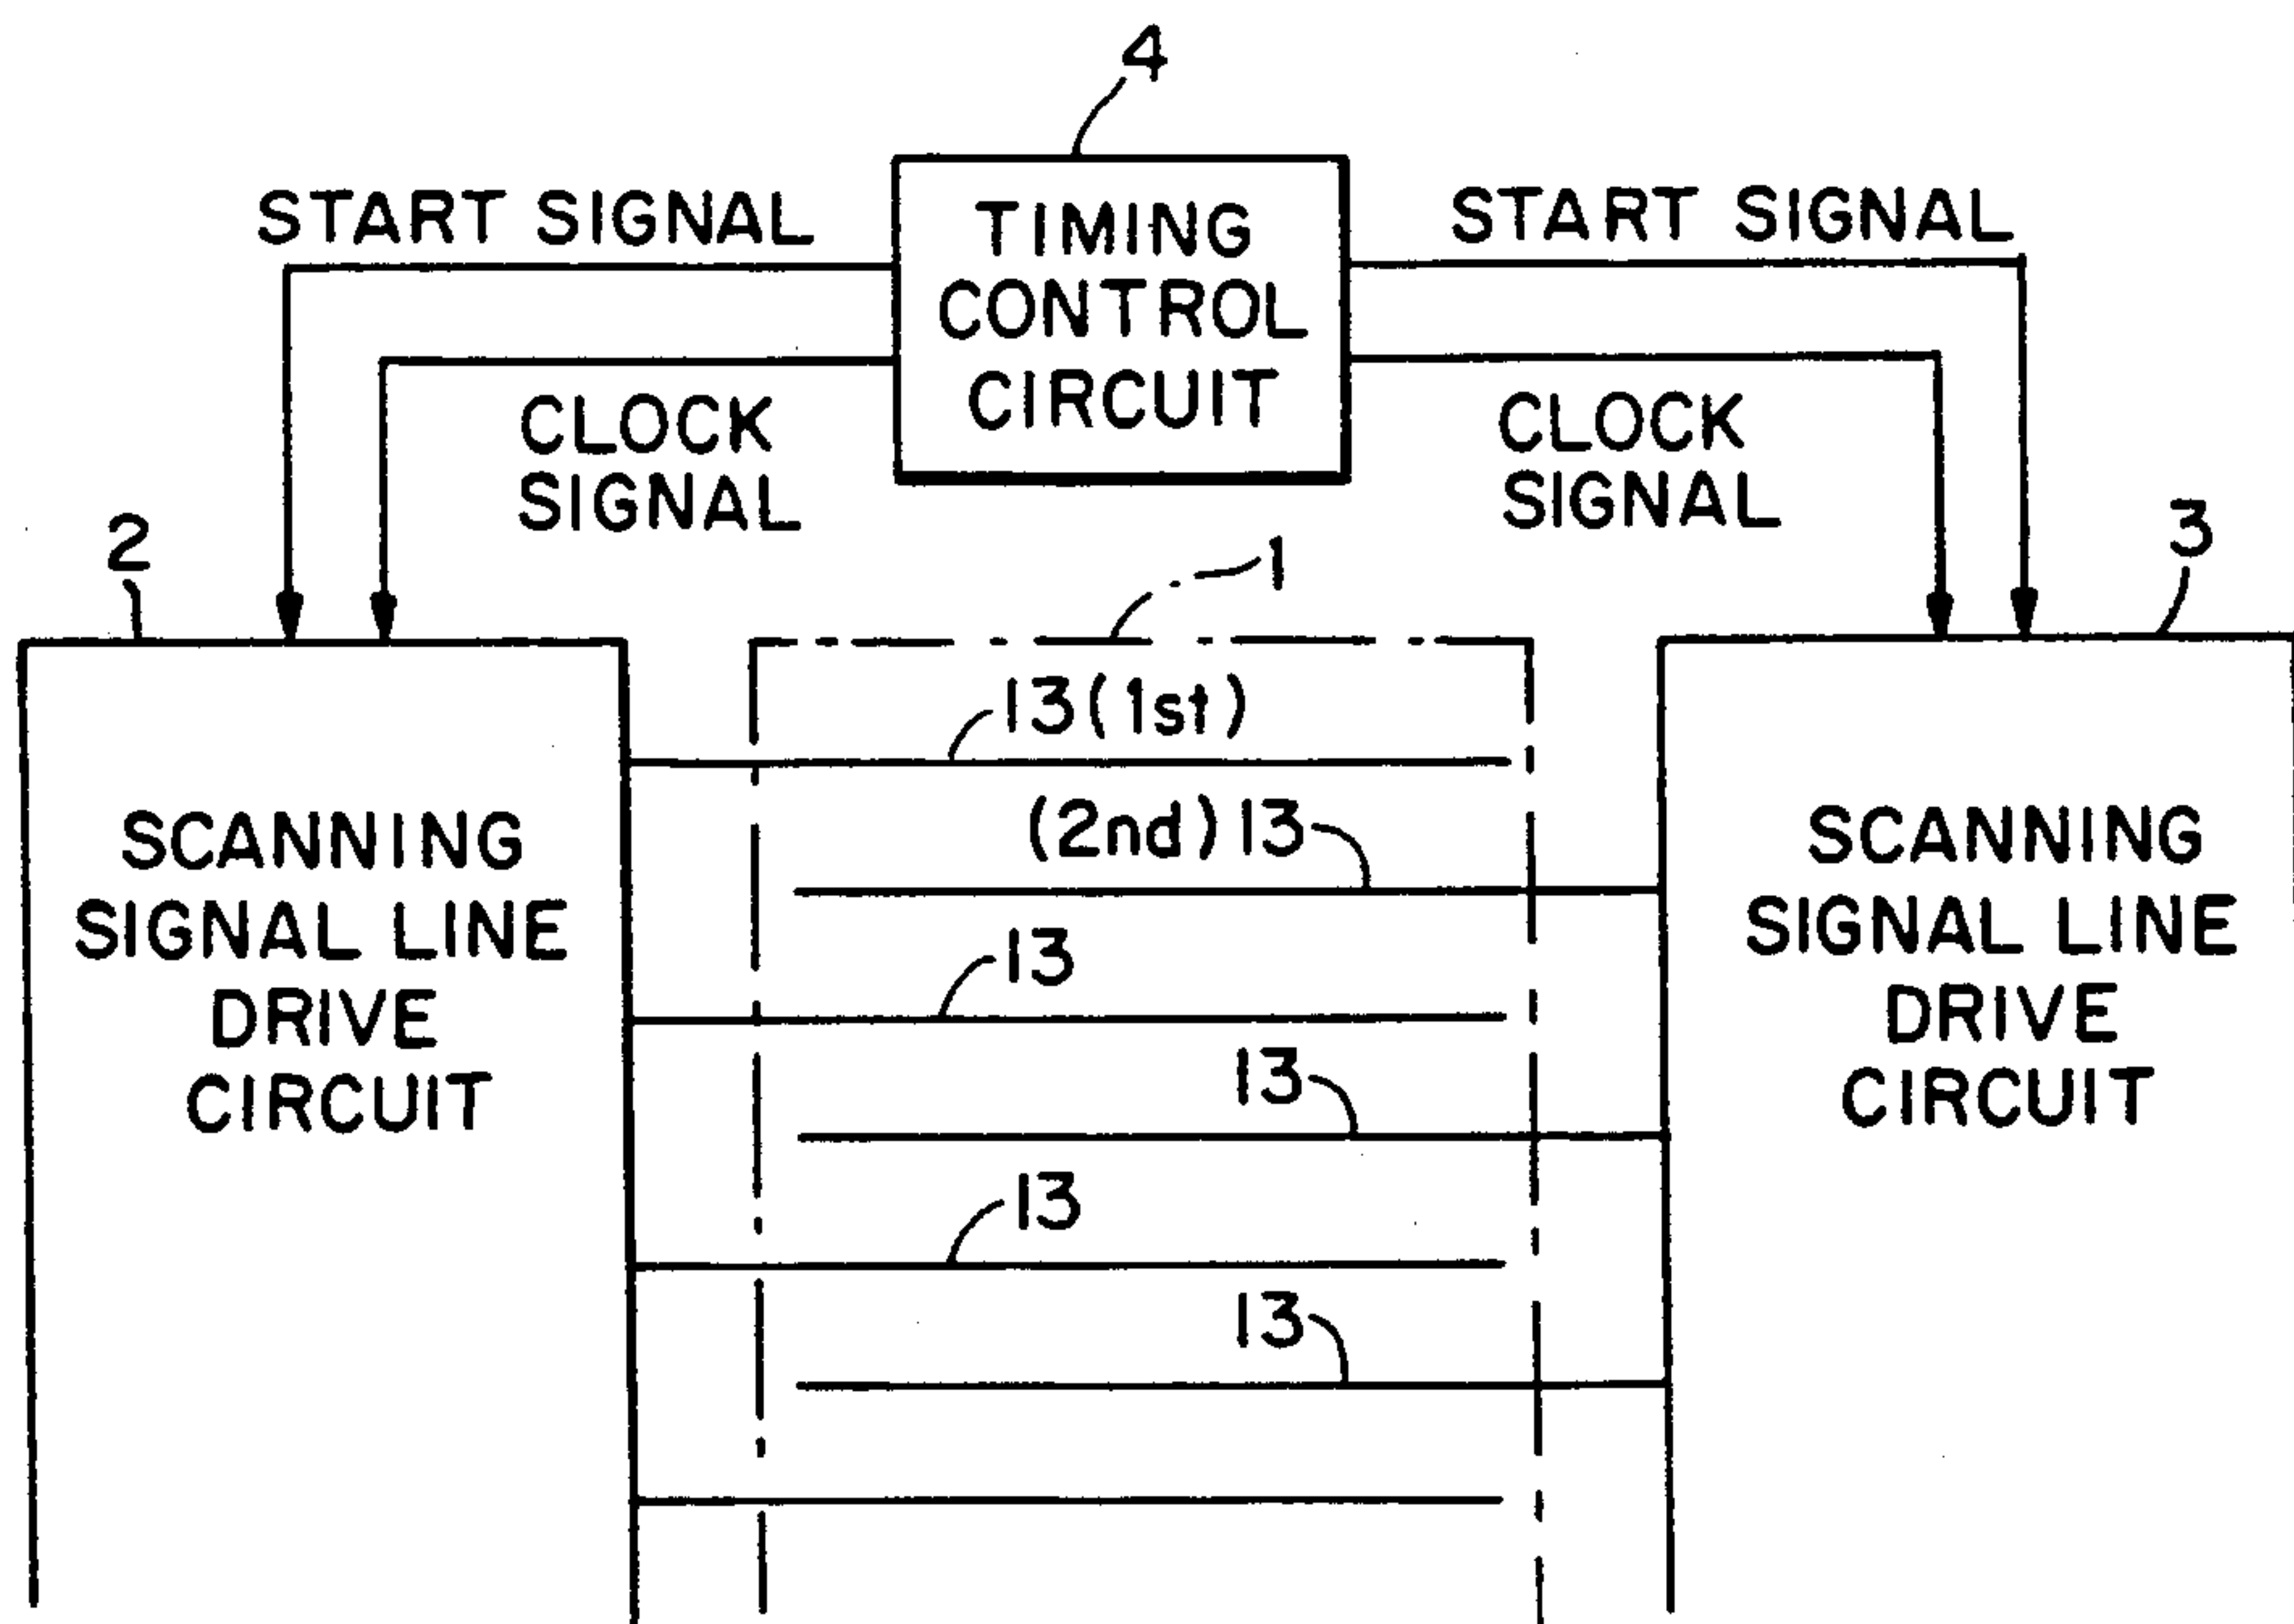 4
START SIGNAL
TIMING
CONTROL
CIRCUIT
START SIGNAL
CLOCK
SIGNAL
CLOCK
SIGNAL
2
1
3
13(1st)
(2nd)13
13
13
13
13
SCANNING
SIGNAL LINE
DRIVE
CIRCUIT
SCANNING
SIGNAL LINE
DRIVE
CIRCUIT